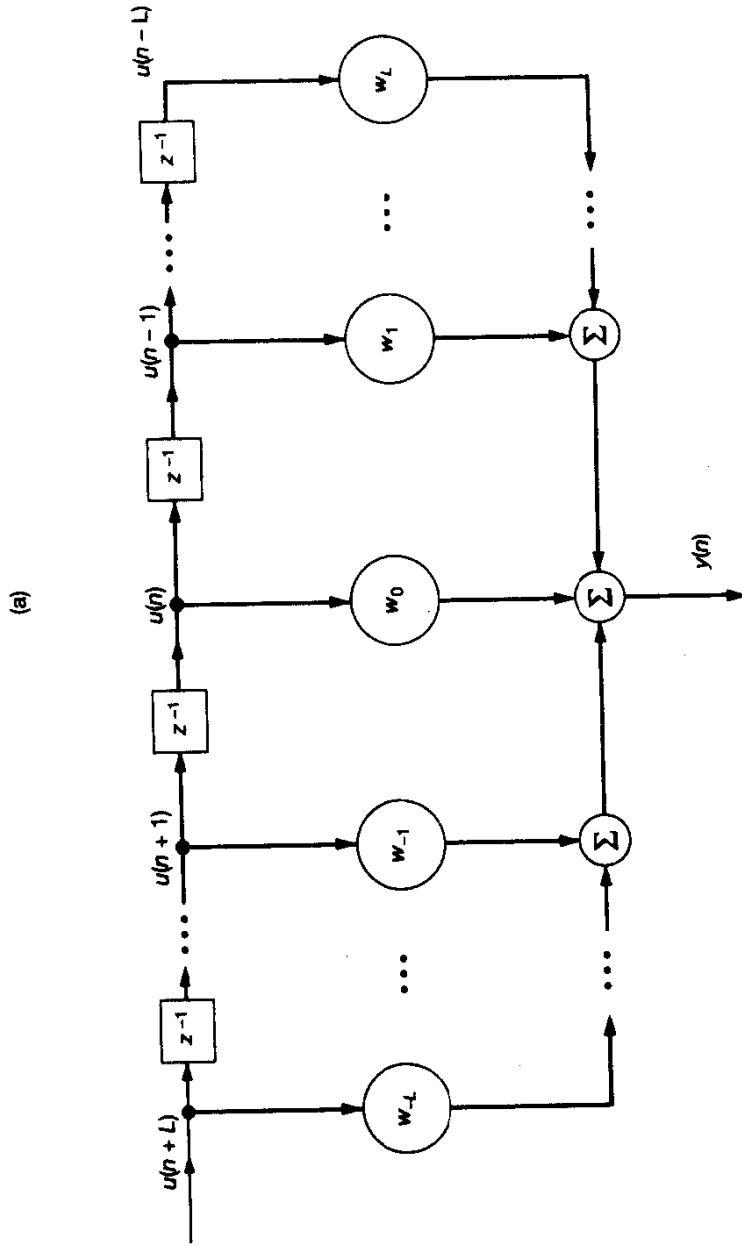 u(n + L)
z⁻¹
...
u(n + 1)
z⁻¹
u(n)
z⁻¹
u(n − 1)
...
z⁻¹
u(n − L)
w₋L
...
w₋₁
w₀
w₁
...
w_L
...
Σ
Σ
Σ
...
y(n)
(a)